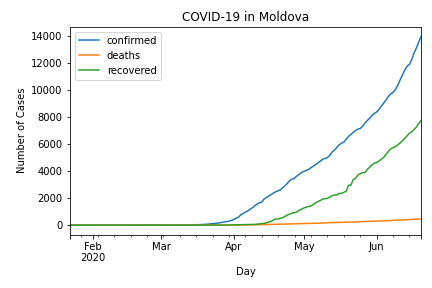 COVID-19 in Moldova
confirmed
deaths
recovered
Number of Cases
14000
12000
10000
8000
6000
4000
2000
0
Feb
2020
Mar
Apr
May
Jun
Day